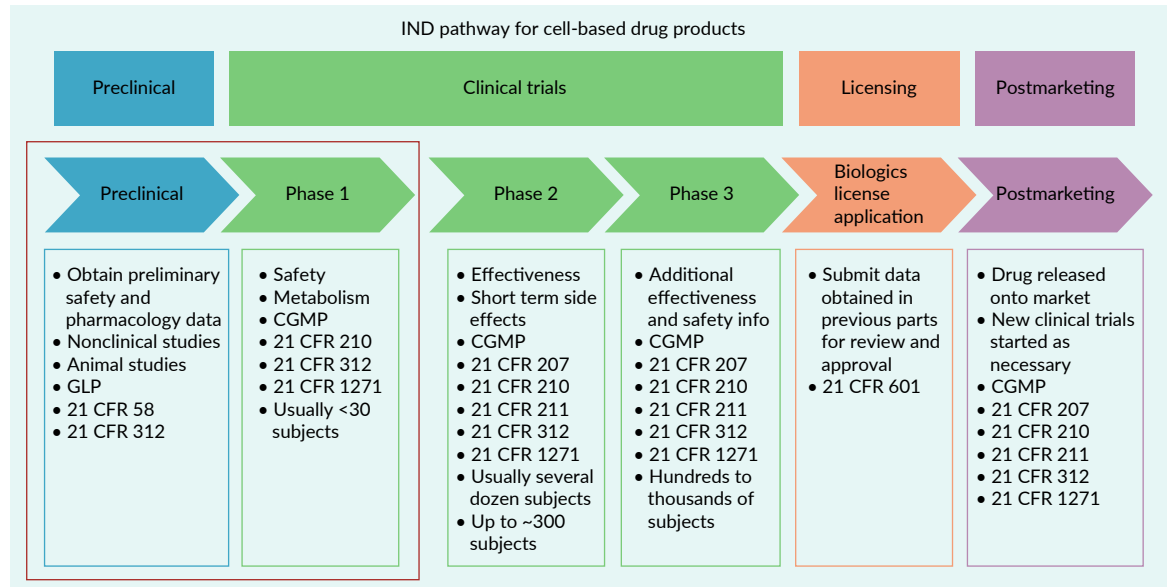 IND pathway for cell-based drug products
Preclinical
Clinical trials
Licensing
Postmarketing
Preclinical
Phase 1
Phase 2
Phase 3
Biologics
license
application
Postmarketing
• Obtain preliminary
safety and
pharmacology data
• Nonclinical studies
• Animal studies
• GLP
• 21 CFR 58
• 21 CFR 312
• Safety
• Metabolism
• CGMP
• 21 CFR 210
• 21 CFR 312
• 21 CFR 1271
• Usually <30
subjects
• Effectiveness
• Short term side
effects
• CGMP
• 21 CFR 207
• 21 CFR 210
• 21 CFR 211
• 21 CFR 312
• 21 CFR 1271
• Usually several
dozen subjects
• Up to ~300
subjects
• Additional
effectiveness
and safety info
• CGMP
• 21 CFR 207
• 21 CFR 210
• 21 CFR 211
• 21 CFR 312
• 21 CFR 1271
• Hundreds to
thousands of
subjects
• Submit data
obtained in
previous parts
for review and
approval
• 21 CFR 601
• Drug released
onto market
• New clinical trials
started as
necessary
• CGMP
• 21 CFR 207
• 21 CFR 210
• 21 CFR 211
• 21 CFR 312
• 21 CFR 1271